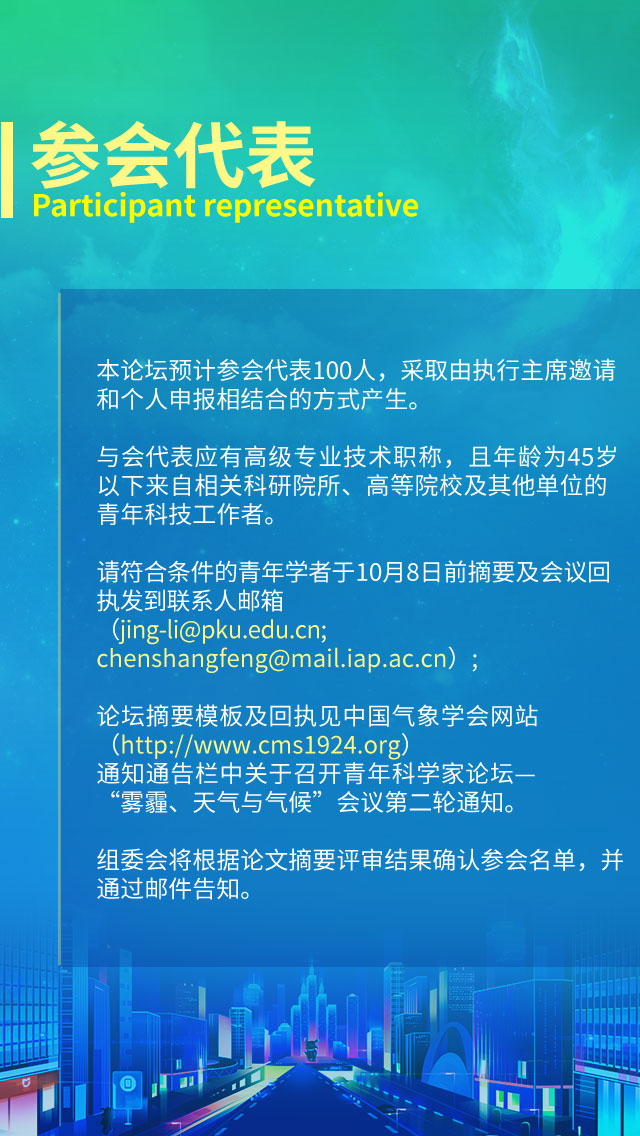 参会代表
Participant representative
本论坛预计参会代表100人，采取由执行主席邀请
和个人申报相结合的方式产生。
与会代表应有高级专业技术职称，且年龄为45岁
以下来自相关科研院所、高等院校及其他单位的
青年科技工作者。
请符合条件的青年学者于10月8日前摘要及会议回
执发到联系人邮箱
（jing-li@pku.edu.cn;
chenshangfeng@mail.iap.ac.cn）;
论坛摘要模板及回执见中国气象学会网站
（http://www.cms1924.org）
通知通告栏中关于召开青年科学家论坛—
“雾霾、天气与气候”会议第二轮通知。
组委会将根据论文摘要评审结果确认参会名单，并
通过邮件告知。